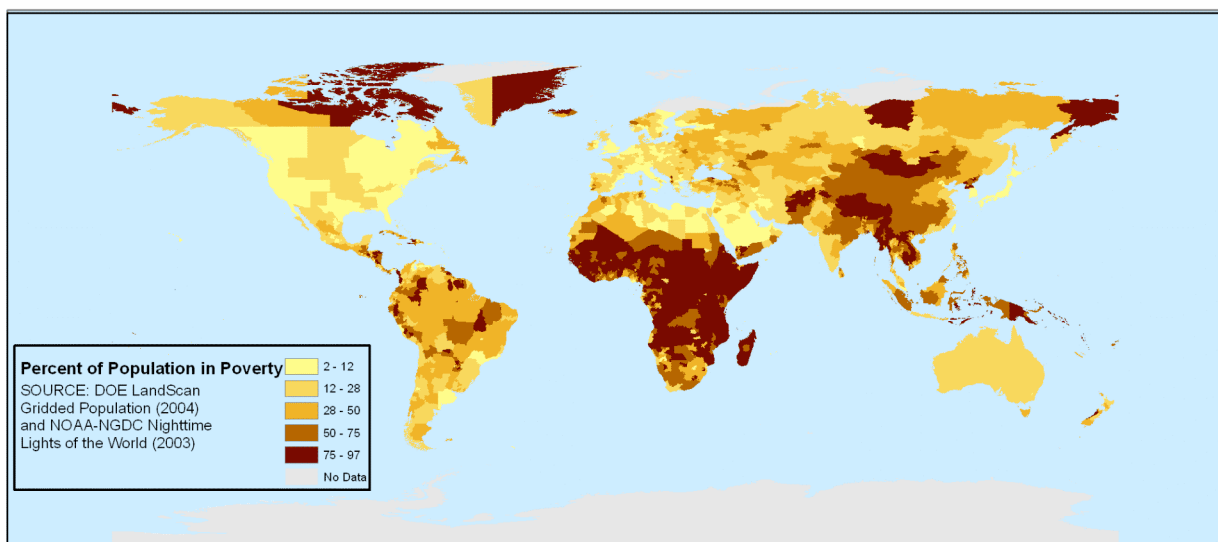 Percent of Population in Poverty
SOURCE: DOE LandScan
Gridded Population (2004)
and NOAA-NGDC Nighttime
Lights of the World (2003)
2 - 12
12 - 28
28 - 50
50 - 75
75 - 97
No Data